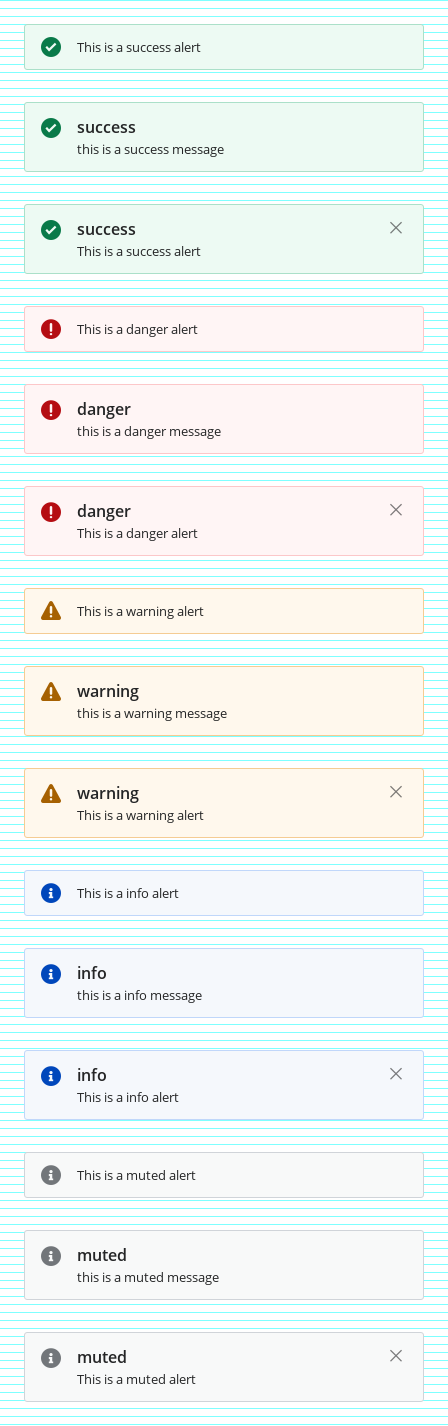 This is a success alert
success
this is a success message
success
This is a success alert
This is a danger alert
danger
this is a danger message
danger
This is a danger alert
This is a warning alert
warning
this is a warning message
warning
This is a warning alert
This is a info alert
info
this is a info message
info
This is a info alert
This is a muted alert
muted
this is a muted message
muted
This is a muted alert